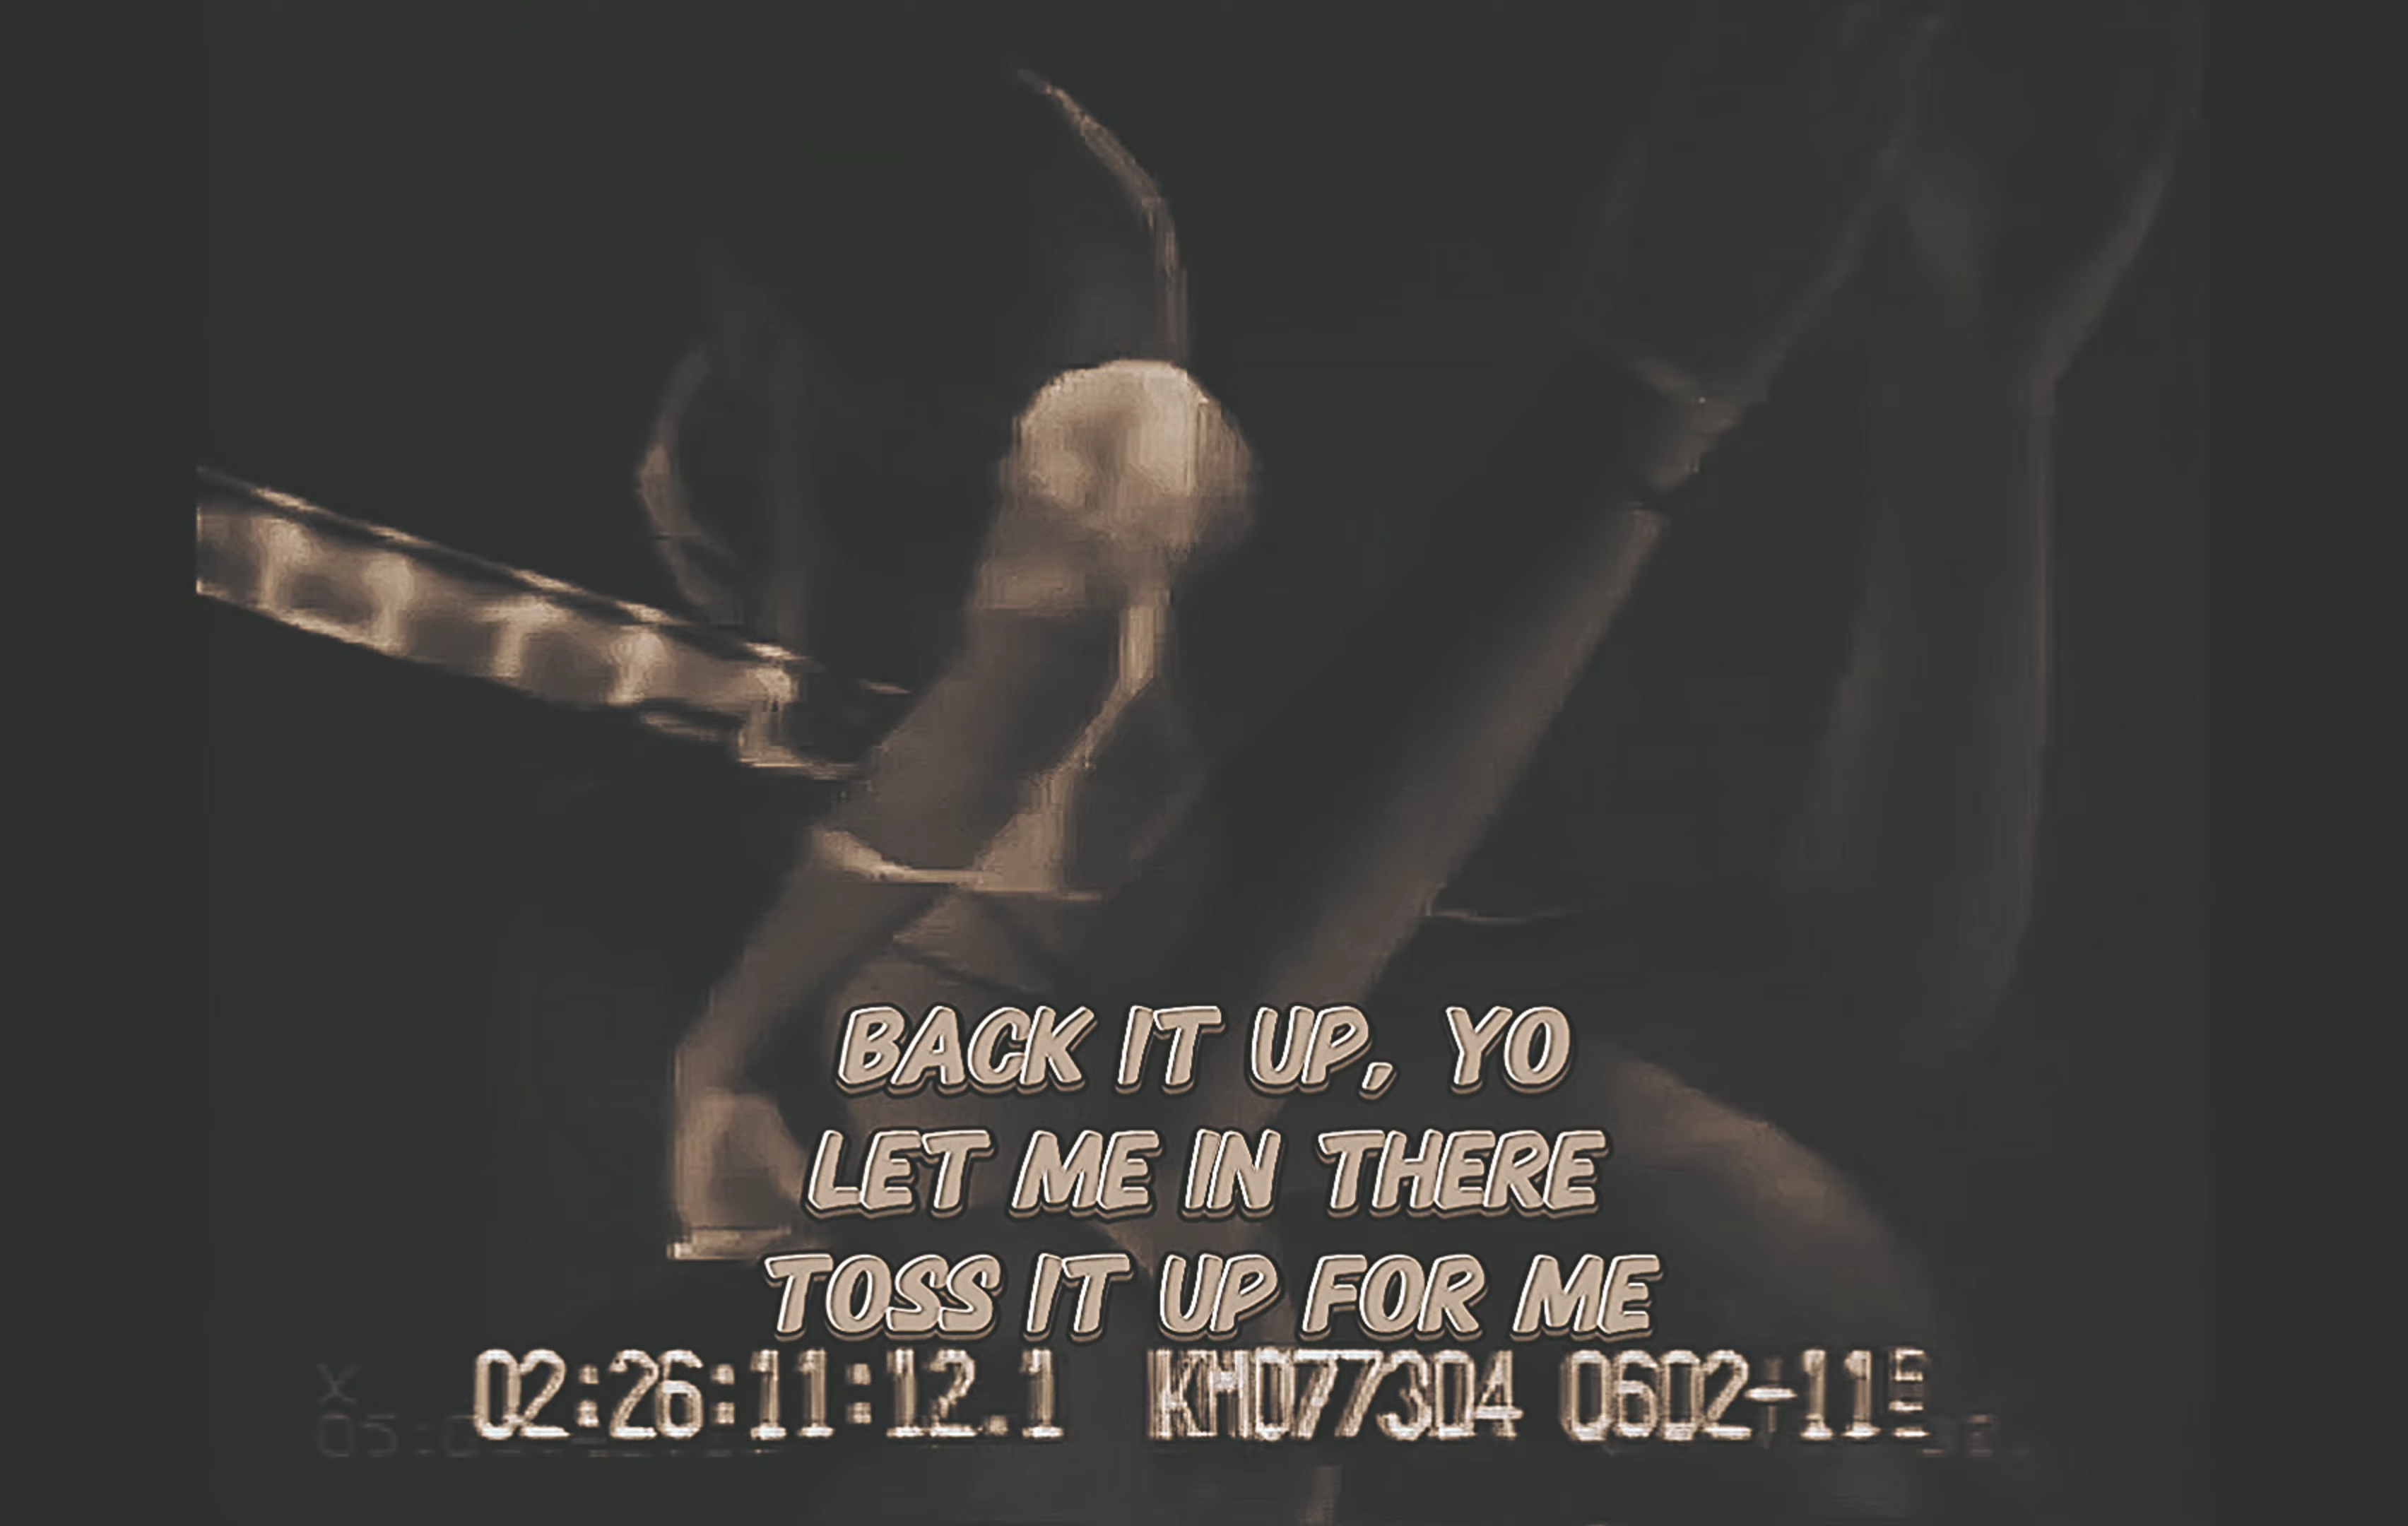 BACK IT UP, YO
LET ME IN THERE
TOSS IT UP FOR ME
X
02:26:11:12.1 KH077304 0602-11